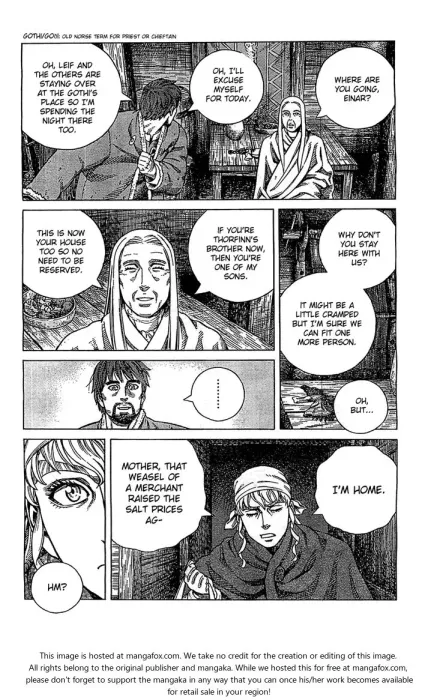 GOTHI/GOÐI: OLD NORSE TERM FOR PRIEST OR CHIEFTAIN
WHERE ARE
YOU GOING,
EINAR?
OH, I'LL
EXCUSE
MYSELF
FOR TODAY.
OH, LEIF AND
THE OTHERS ARE
STAYING OVER
AT THE GOTHI'S
PLACE SO I'M
SPENDING THE
NIGHT THERE
TOO.
WHY DON'T
YOU STAY
HERE WITH
US?
IT MIGHT BE A
LITTLE CRAMPED
BUT I'M SURE WE
CAN FIT ONE
MORE PERSON.
OH,
BUT...
IF YOU'RE
THORFINN'S
BROTHER NOW,
THEN YOU'RE
ONE OF MY
SONS.
THIS IS NOW
YOUR HOUSE
TOO SO NO
NEED TO BE
RESERVED.
......
I'M HOME.
MOTHER, THAT
WEASEL OF
A MERCHANT
RAISED THE
SALT PRICES
AG-
HM?
This image is hosted at mangafox.com. We take no credit for the creation or editing of this image.
All rights belong to the original publisher and mangaka. While we hosted this for free at mangafox.com,
please don't forget to support the mangaka in any way that you can once his/her work becomes available
for retail sale in your region!